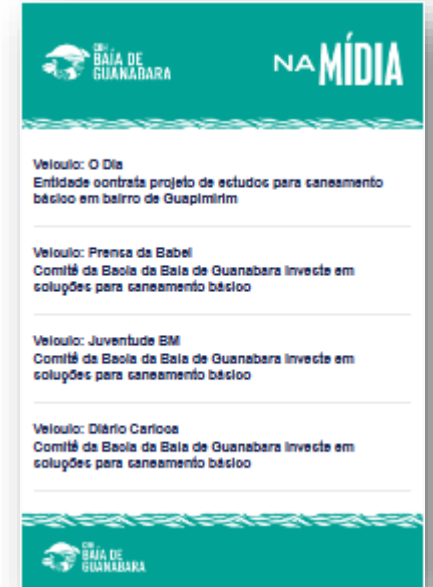 CBH
BAÍA DE
GUANABARA
NA MÍDIA
Veículo: O Dia
Entidade contrata projeto de estudos para saneamento
básico em bairro de Guapimirim
Veículo: Prensa de Babel
Comitê da Bacia da Baía de Guanabara investe em
soluções para saneamento básico
Veículo: Juventude BM
Comitê da Bacia da Baía de Guanabara investe em
soluções para saneamento básico
Veículo: Diário Carioca
Comitê da Bacia da Baía de Guanabara investe em
soluções para saneamento básico
CBH
BAÍA DE
GUANABARA